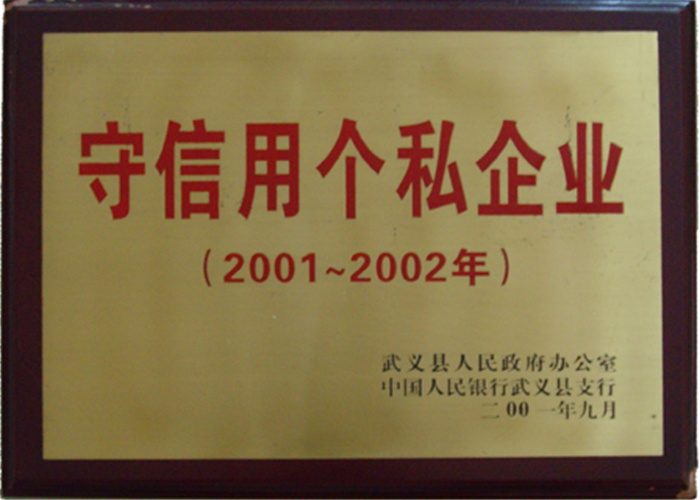 守信用个私企业
（2001~2002年）
武义县人民政府办公室
中国人民银行武义县支行
二00一年九月